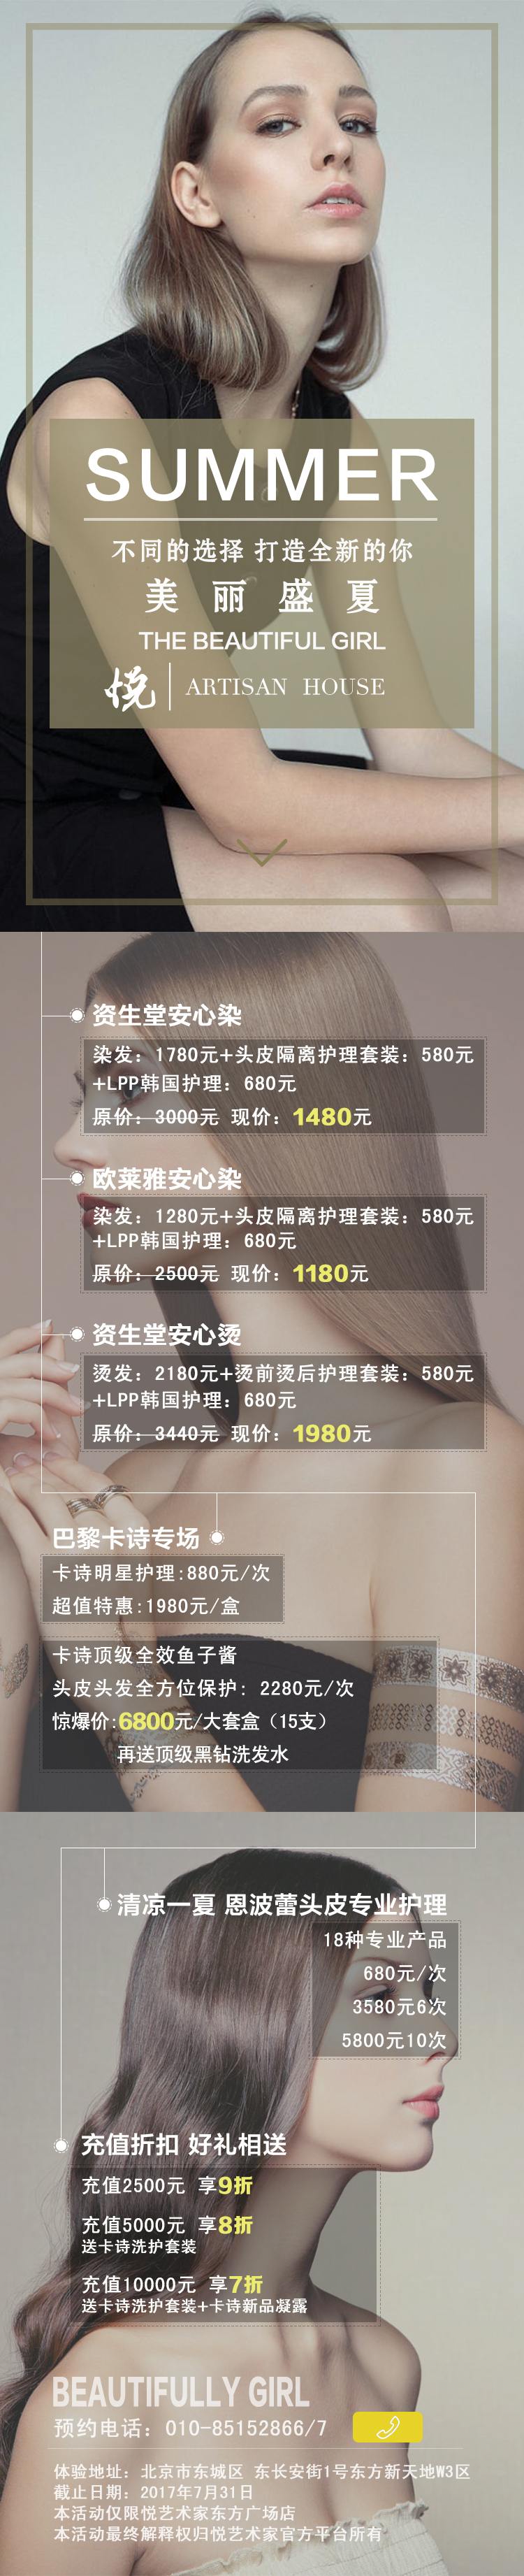 SUMMER
不同的选择 打造全新的你
美丽盛夏
THE BEAUTIFUL GIRL
悦 ARTISAN HOUSE
资生堂安心染
染发：1780元+头皮隔离护理套装：580元
+LPP韩国护理：680元
原价：3000元 现价：1480元
欧莱雅安心染
染发：1280元+头皮隔离护理套装：580元
+LPP韩国护理：680元
原价：2500元 现价：1180元
资生堂安心烫
烫发：2180元+烫前烫后护理套装：580元
+LPP韩国护理：680元
原价：3440元 现价：1980元
巴黎卡诗专场
卡诗明星护理:880元/次
超值特惠:1980元/盒
卡诗顶级全效鱼子酱
头皮头发全方位保护：2280元/次
惊爆价:6800元/大套盒（15支）
再送顶级黑钻洗发水
清凉一夏 恩波蕾头皮专业护理
18种专业产品
680元/次
3580元6次
5800元10次
充值折扣 好礼相送
充值2500元 享9折
充值5000元 享8折
送卡诗洗护套装
充值10000元 享7折
送卡诗洗护套装+卡诗新品凝露
BEAUTIFULLY GIRL
预约电话：010-85152866/7
体验地址：北京市东城区 东长安街1号东方新天地W3区
截止日期：2017年7月31日
本活动仅限悦艺术家东方广场店
本活动最终解释权归悦艺术家官方平台所有